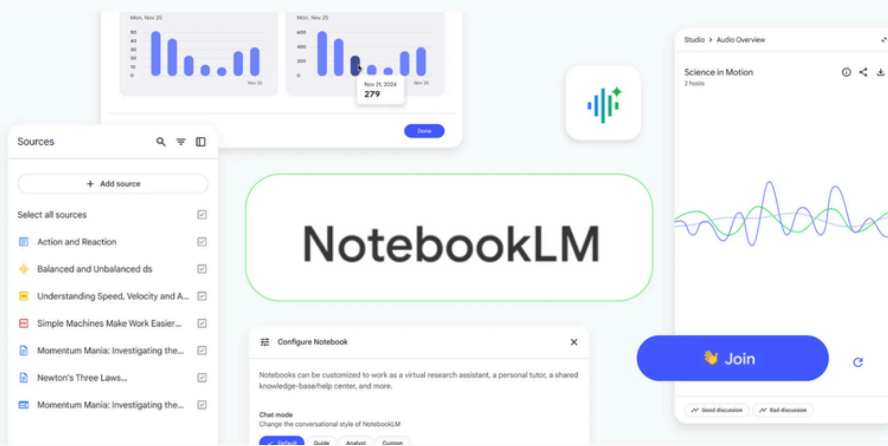 Mon, Nov 25
50
40
30
20
10
0
Nov 25
Mon, Nov 25
600
400
200
0
Nov 25
Nov 21, 2024
279
Done
Sources
+ Add source
Select all sources
Action and Reaction
Balanced and Unbalanced ds
Understanding Speed, Velocity and A...
Simple Machines Make Work Easier...
Momentum Mania: Investigating the...
Newton's Three Laws...
Momentum Mania: Investigating the...
NotebookLM
Configure Notebook
Notebooks can be customized to work as a virtual research assistant, a personal tutor, a shared
knowledge-base/help center, and more.
Chat mode
Change the conversational style of NotebookLM
Default
Guide
Analyst
Custom
Studio > Audio Overview
Science in Motion
2 hosts
👋 Join
Good discussion
Bad discussion